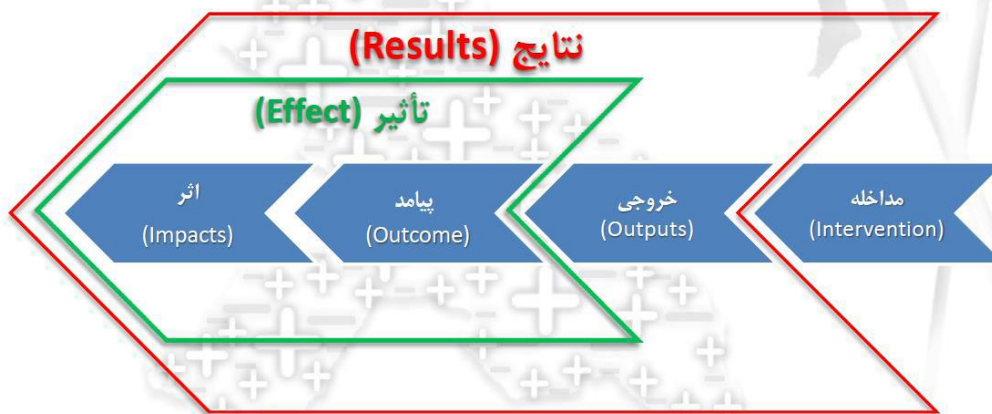 نتایج (Results)
تأثیر (Effect)
مداخله
(Intervention)
خروجی
(Outputs)
پیامد
(Outcome)
اثر
(Impacts)